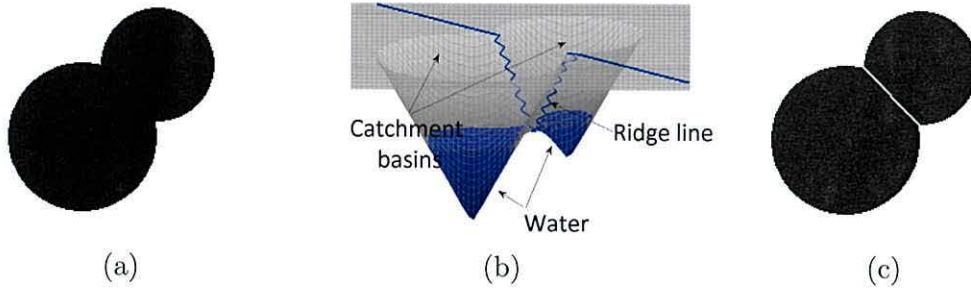 Catchment
basins
Ridge line
Water
(a)
(b)
(c)